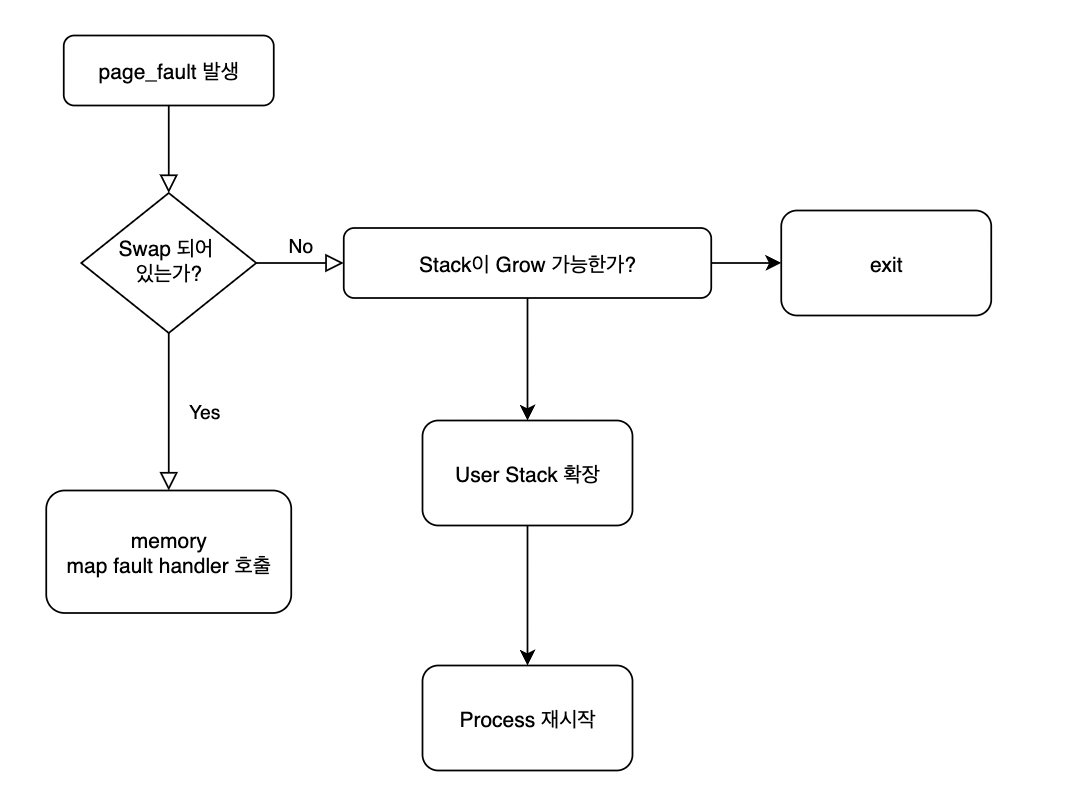 page_fault 발생
Swap 되어
있는가?
No
Stack이 Grow 가능한가?
exit
Yes
User Stack 확장
memory
map fault handler 호출
Process 재시작